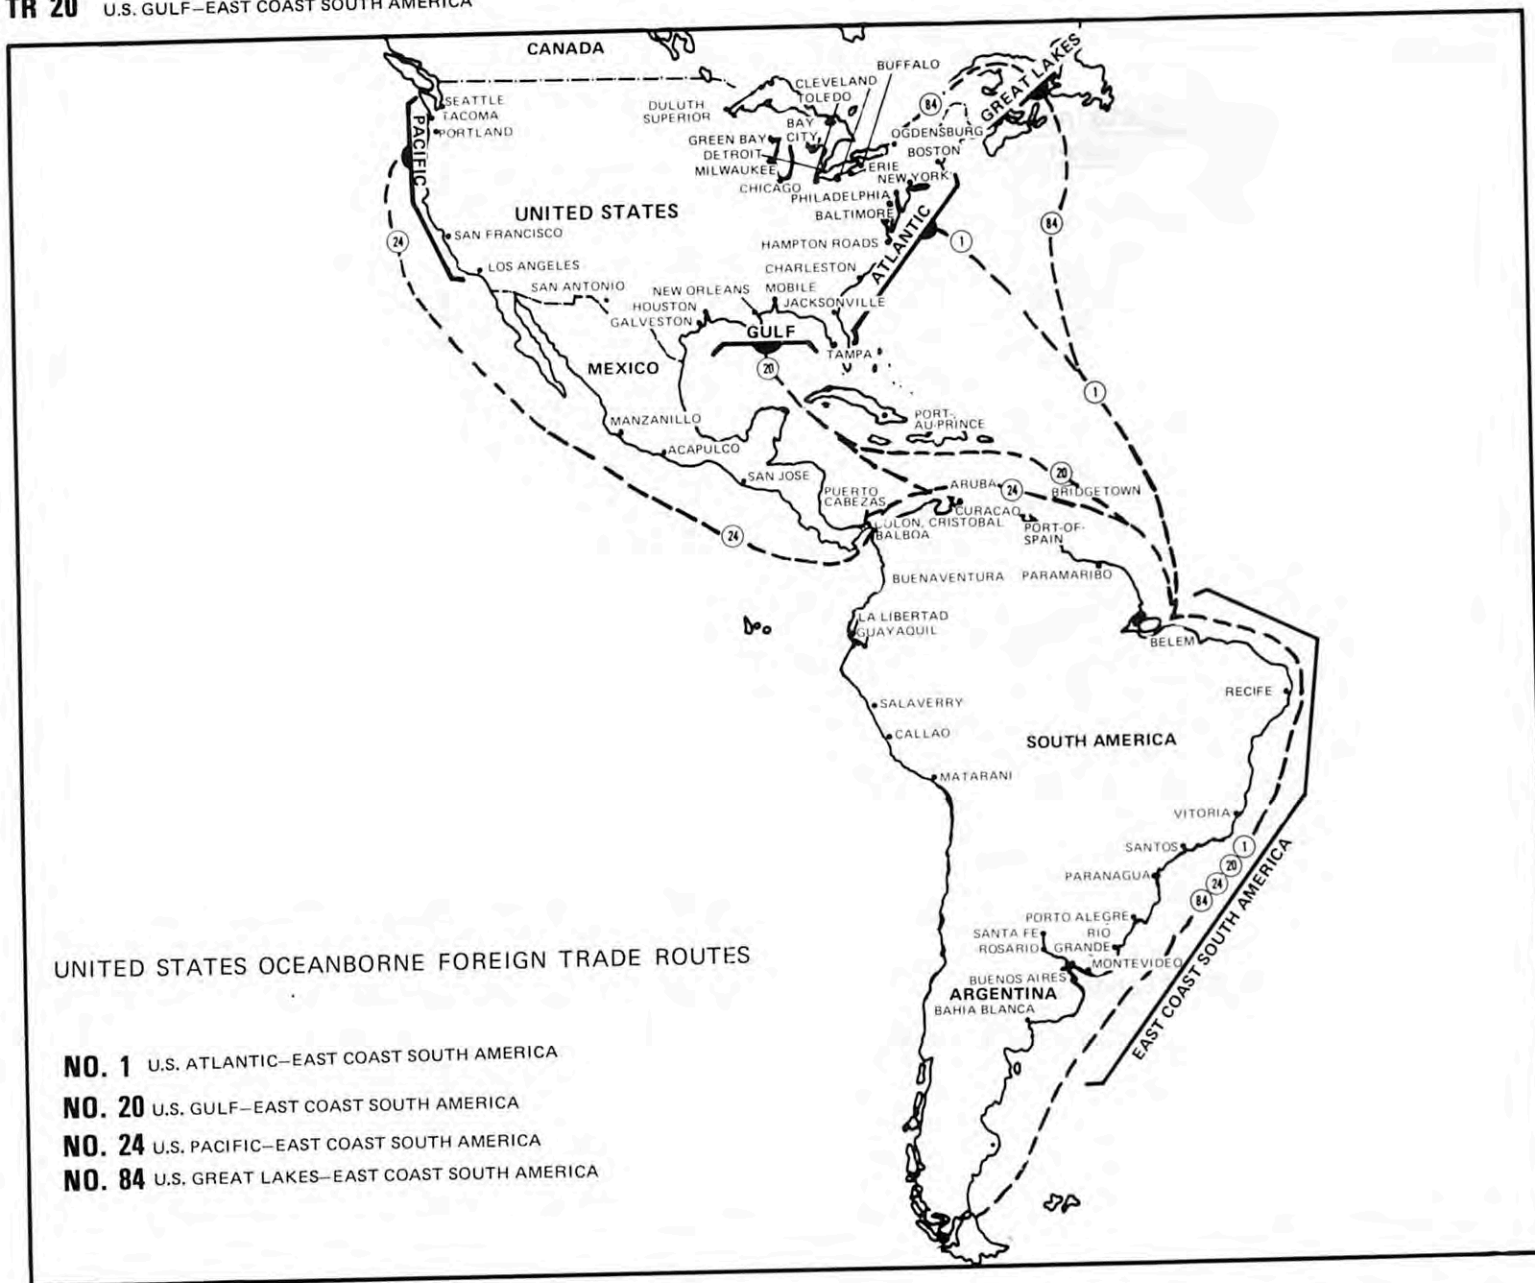 TR 20 U.S. GULF–EAST COAST SOUTH AMERICA
CANADA
BUFFALO
CLEVELAND
TOLEDO
GREAT LAKES
SEATTLE
TACOMA
PORTLAND
PACIFIC
DULUTH
SUPERIOR
BAY
CITY
84
OGDENSBURG
GREEN BAY
DETROIT
MILWAUKEE
CHICAGO
BOSTON
ERIE
NEW YORK
PHILADELPHIA
BALTIMORE
UNITED STATES
ATLANTIC
84
24
SAN FRANCISCO
HAMPTON ROADS
1
LOS ANGELES
CHARLESTON
SAN ANTONIO
NEW ORLEANS
MOBILE
HOUSTON
JACKSONVILLE
GALVESTON
GULF
TAMPA
MEXICO
20
1
MANZANILLO
PORT-
AU-PRINCE
ACAPULCO
SAN JOSE
20
PUERTO
CABEZAS
ARUBA
24
BRIDGETOWN
CURACAO
COLON, CRISTOBAL
BALBOA
PORT-OF-
SPAIN
24
BUENAVENTURA
PARAMARIBO
LA LIBERTAD
GUAYAQUIL
BELEM
RECIFE
SALAVERRY
CALLAO
SOUTH AMERICA
MATARANI
VITORIA
SANTOS
1
20
24
84
PARANAGUA
EAST COAST SOUTH AMERICA
PORTO ALEGRE
SANTA FE
RIO
GRANDE
ROSARIO
MONTEVIDEO
BUENOS AIRES
ARGENTINA
BAHIA BLANCA
UNITED STATES OCEANBORNE FOREIGN TRADE ROUTES
NO. 1 U.S. ATLANTIC–EAST COAST SOUTH AMERICA
NO. 20 U.S. GULF–EAST COAST SOUTH AMERICA
NO. 24 U.S. PACIFIC–EAST COAST SOUTH AMERICA
NO. 84 U.S. GREAT LAKES–EAST COAST SOUTH AMERICA